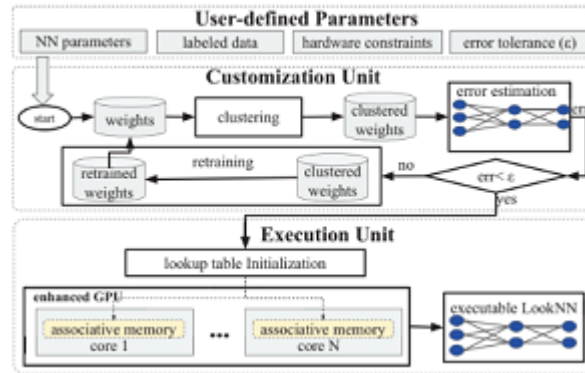 User-defined Parameters
NN parameters
labeled data
hardware constraints
error tolerance (ε)
Customization Unit
start
weights
clustering
clustered
weights
error estimation
err
retrained
weights
retraining
clustered
weights
no
err< ε
yes
Execution Unit
lookup table Initialization
enhanced GPU
associative memory
core 1
...
associative memory
core N
executable LookNN